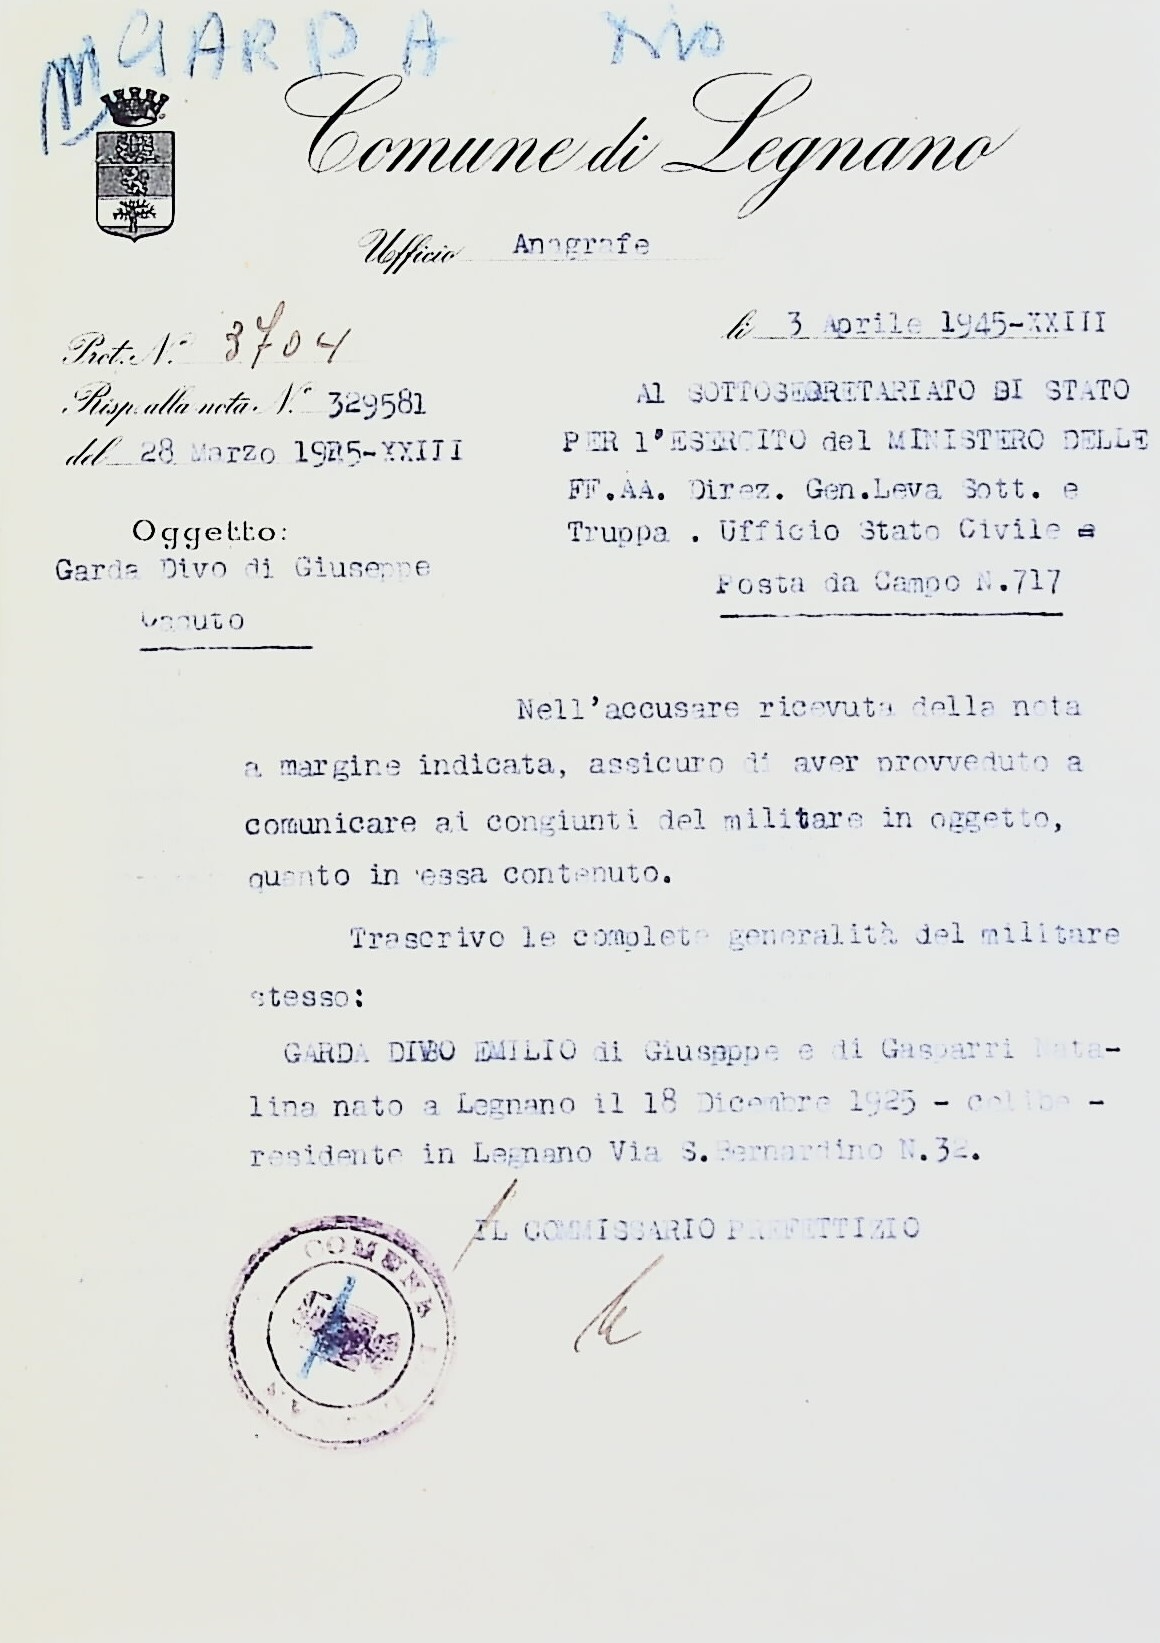 GARDA
Comune di Legnano
Ufficio Anagrafe
li 3 Aprile 1945-XXIII
Prot. N.° 3704
Risp. alla nota N.° 329581
del 28 Marzo 1945-XXIII
Al SOTTOSEGRETARIATO DI STATO
PER l'ESERCITO del MINISTERO DELLE
FF.AA. Direz. Gen.Leva Sott. e
Truppa . Ufficio Stato Civile
Posta da Campo N.717
Oggetto:
Garda Divo di Giuseppe
Caduto
Nell'accusare ricevuta della nota
a margine indicata, assicuro di aver provveduto a
comunicare ai congiunti del militare in oggetto,
quanto in essa contenuto.
Trascrivo le complete generalità del militare
stesso:
GARDA DIVO EMILIO di Giuseppe e di Gasparri Nata-
lina nato a Legnano il 18 Dicembre 1925 - celibe -
residente in Legnano Via S.Bernardino N.32.
IL COMMISSARIO PREFETTIZIO
COMUNE